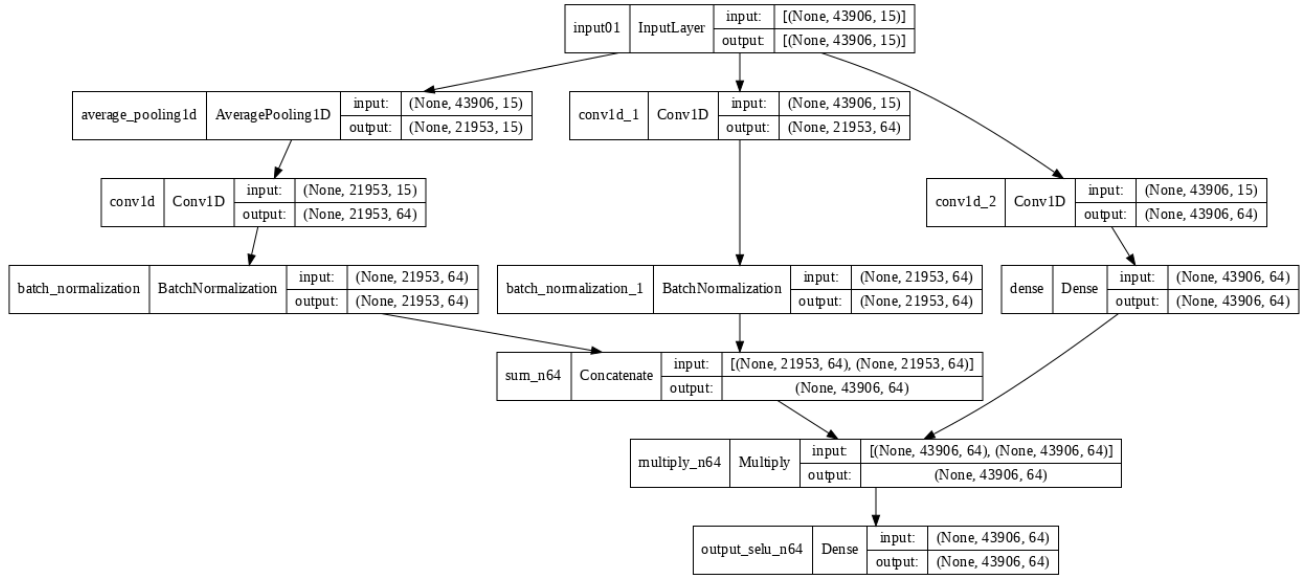 input01 InputLayer input: [(None, 43906, 15)]
output: [(None, 43906, 15)]
average_pooling1d AveragePooling1D input: (None, 43906, 15)
output: (None, 21953, 15)
conv1d_1 Conv1D input: (None, 43906, 15)
output: (None, 21953, 64)
conv1d Conv1D input: (None, 21953, 15)
output: (None, 21953, 64)
conv1d_2 Conv1D input: (None, 43906, 15)
output: (None, 43906, 64)
batch_normalization BatchNormalization input: (None, 21953, 64)
output: (None, 21953, 64)
batch_normalization_1 BatchNormalization input: (None, 21953, 64)
output: (None, 21953, 64)
dense Dense input: (None, 43906, 64)
output: (None, 43906, 64)
sum_n64 Concatenate input: [(None, 21953, 64), (None, 21953, 64)]
output: (None, 43906, 64)
multiply_n64 Multiply input: [(None, 43906, 64), (None, 43906, 64)]
output: (None, 43906, 64)
output_selu_n64 Dense input: (None, 43906, 64)
output: (None, 43906, 64)